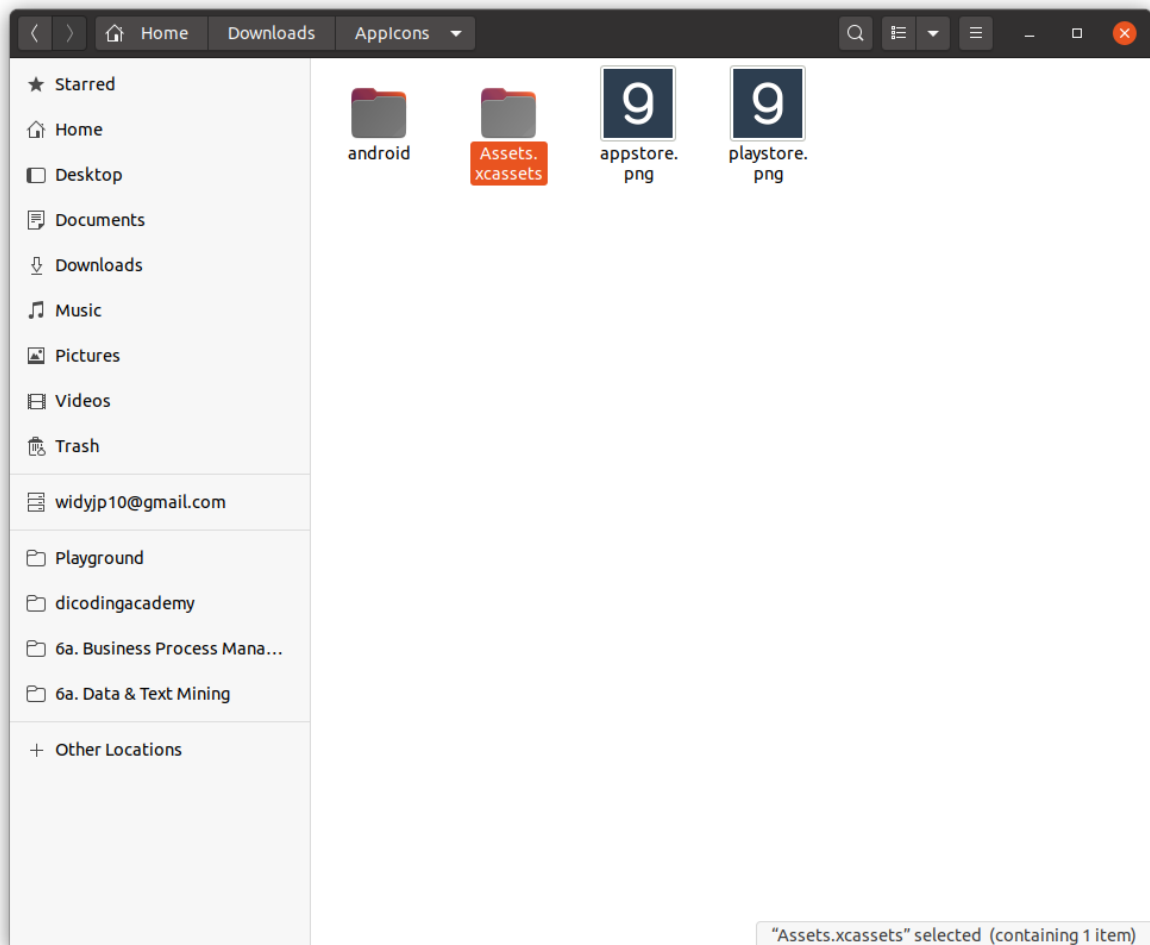 Home Downloads AppIcons
Starred
Home
Desktop
Documents
Downloads
Music
Pictures
Videos
Trash
widyjp10@gmail.com
Playground
dicodingacademy
6a. Business Process Mana…
6a. Data & Text Mining
Other Locations
android
Assets.
xcassets
9
appstore.
png
9
playstore.
png
“Assets.xcassets” selected (containing 1 item)